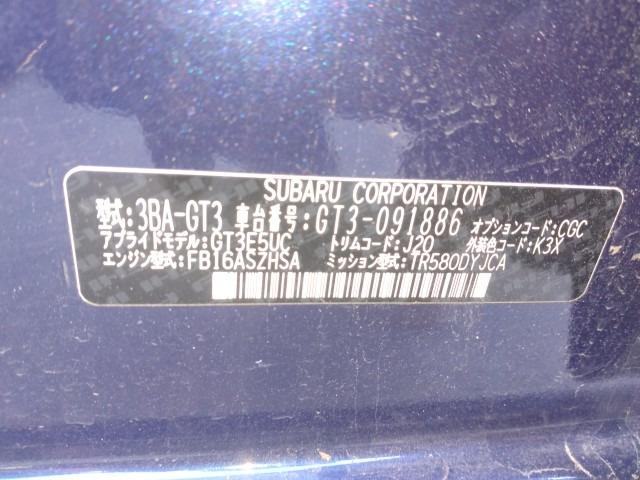 SUBARU CORPORATION
型式:3BA-GT3 車台番号:GT3-091886 オプションコード:CGC
アプライドモデル:GT3E5UC トリムコード:J20 外装色コード:K3X
エンジン型式:FB16ASZHSA ミッション型式:TR580DYJCA